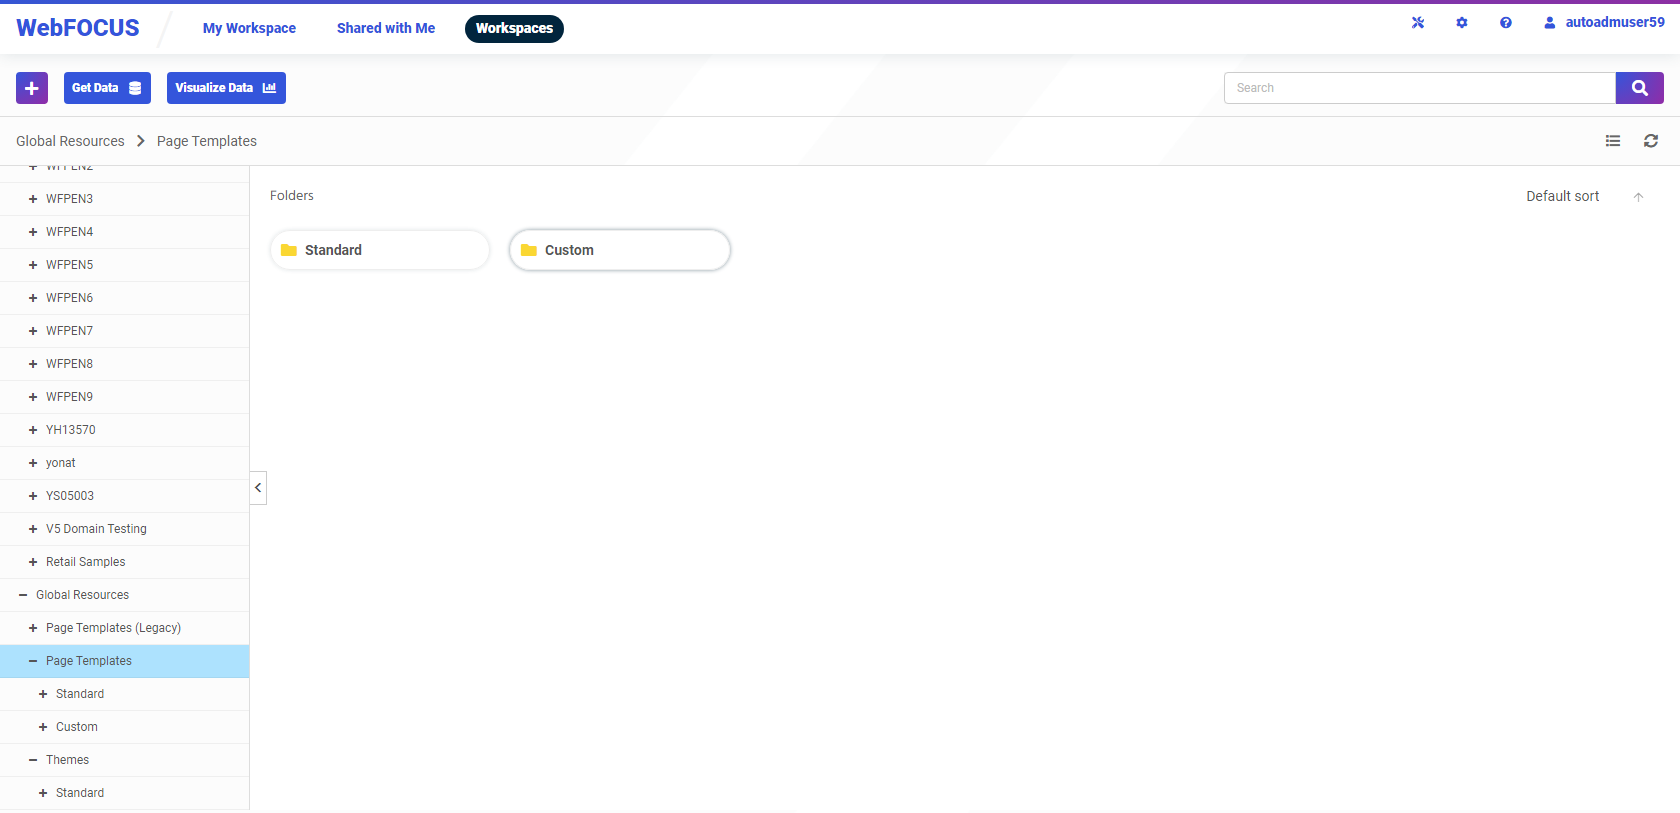 WebFOCUS
My Workspace
Shared with Me
Workspaces
autoadmuser59
Get Data
Visualize Data
Search
Global Resources
Page Templates
WFPEN2
WFPEN3
WFPEN4
WFPEN5
WFPEN6
WFPEN7
WFPEN8
WFPEN9
YH13570
yonat
YS05003
V5 Domain Testing
Retail Samples
Global Resources
Page Templates (Legacy)
Page Templates
Standard
Custom
Themes
Standard
Folders
Default sort
Standard
Custom